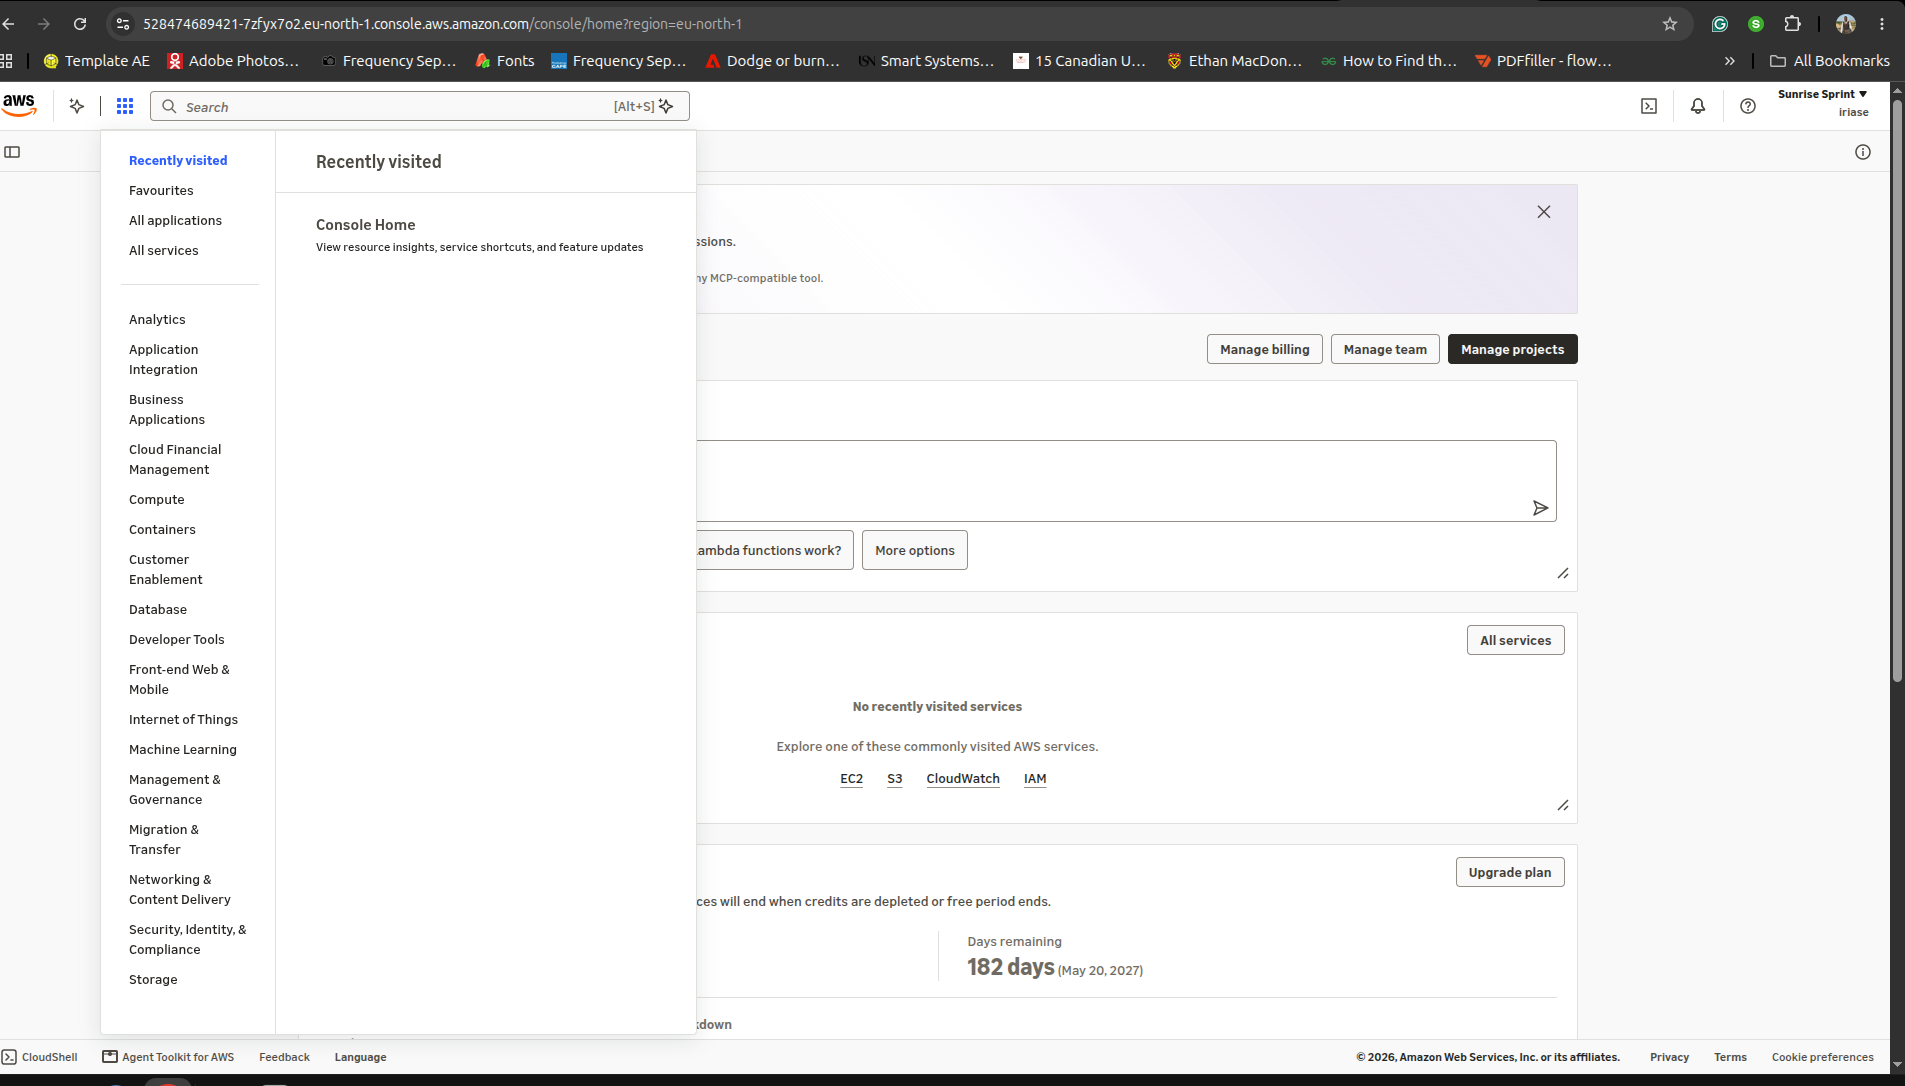 528474689421-7zfyx7o2.eu-north-1.console.aws.amazon.com/console/home?region=eu-north-1
Template AE
Adobe Photos…
Frequency Sep…
Fonts
Frequency Sep…
Dodge or burn…
Smart Systems…
15 Canadian U…
Ethan MacDon…
How to Find th…
PDFfiller - flow…
All Bookmarks
aws
Search
[Alt+S]
Sunrise Sprint
iriase
Recently visited
Favourites
All applications
All services
Analytics
Application
Integration
Business
Applications
Cloud Financial
Management
Compute
Containers
Customer
Enablement
Database
Developer Tools
Front-end Web &
Mobile
Internet of Things
Machine Learning
Management &
Governance
Migration &
Transfer
Networking &
Content Delivery
Security, Identity, &
Compliance
Storage
Recently visited
Console Home
View resource insights, service shortcuts, and feature updates
ssions.
ny MCP-compatible tool.
Manage billing
Manage team
Manage projects
ambda functions work?
More options
All services
No recently visited services
Explore one of these commonly visited AWS services.
EC2
S3
CloudWatch
IAM
Upgrade plan
ces will end when credits are depleted or free period ends.
Days remaining
182 days (May 20, 2027)
kdown
CloudShell
Agent Toolkit for AWS
Feedback
Language
© 2026, Amazon Web Services, Inc. or its affiliates.
Privacy
Terms
Cookie preferences